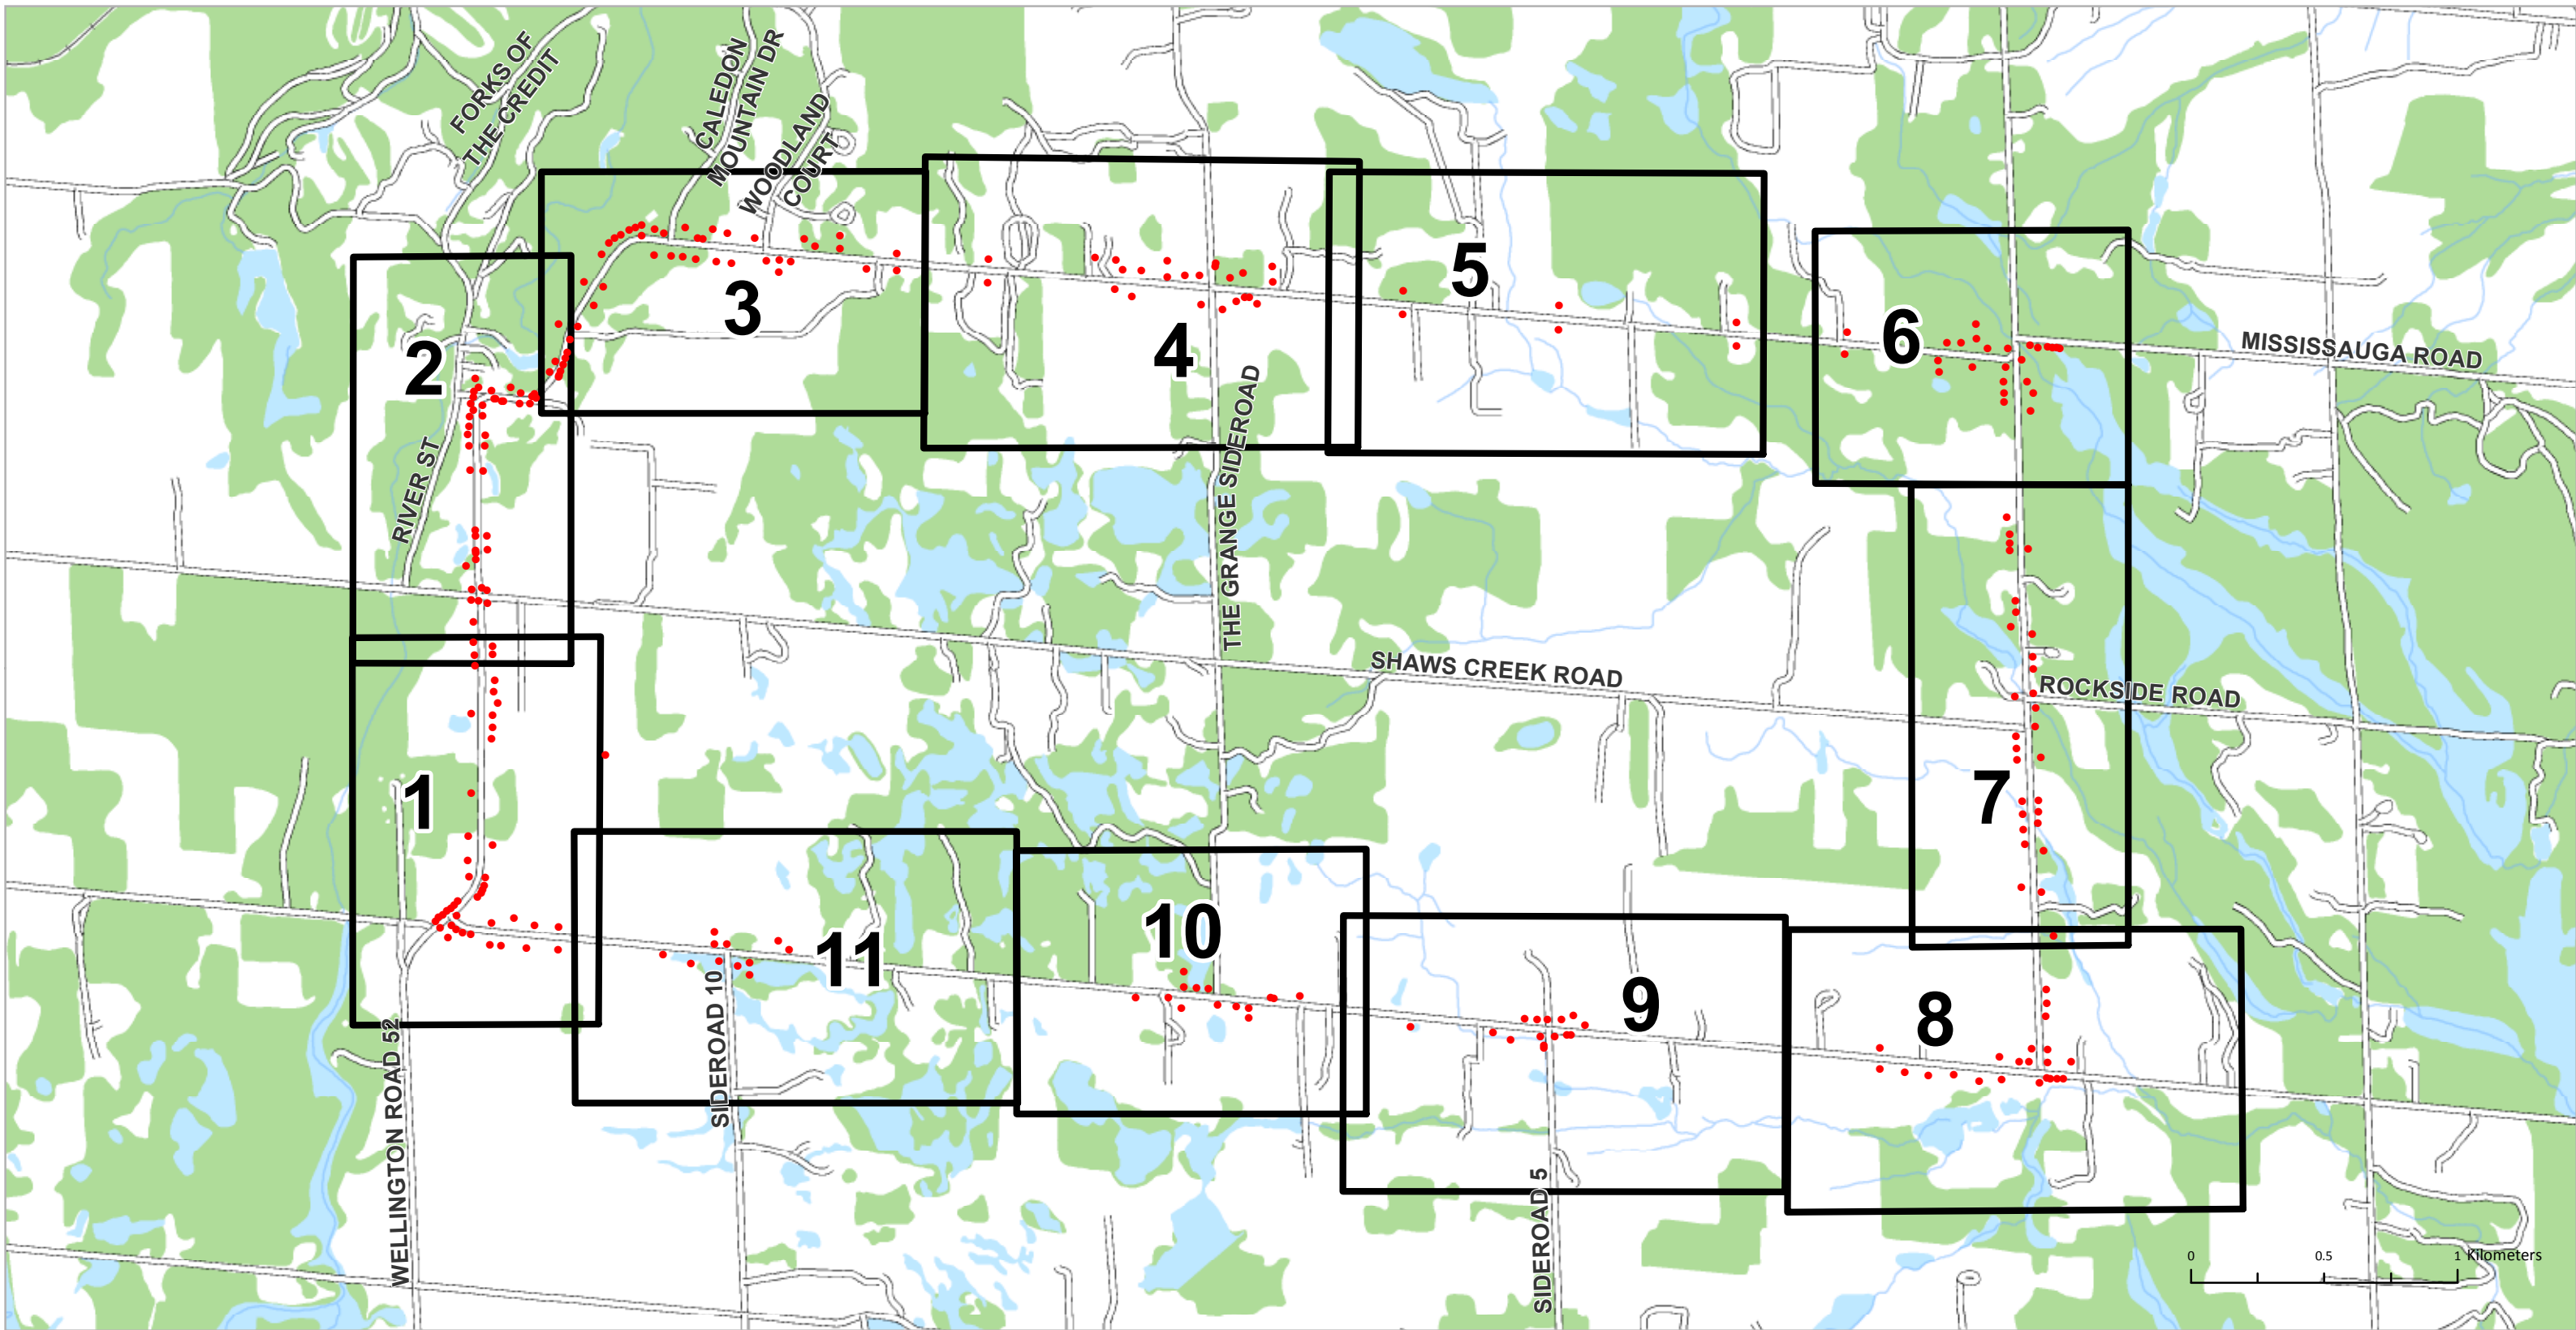 FORKS OF
THE CREDIT
CALEDON
MOUNTAIN DR
WOODLAND
COURT
3
4
5
6
MISSISSAUGA ROAD
2
RIVER ST
THE GRANGE SIDEROAD
SHAWS CREEK ROAD
ROCKSIDE ROAD
7
1
11
10
9
8
SIDEROAD 10
WELLINGTON ROAD 52
SIDEROAD 5
0 0.5 1 Kilometers